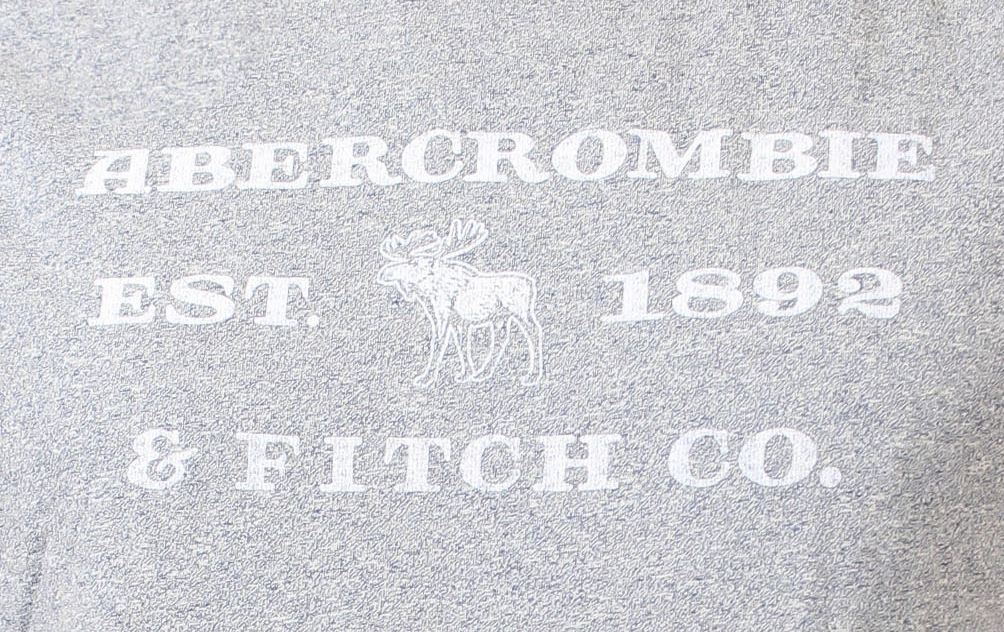 ABERCROMBIE
EST. 1892
& FITCH CO.